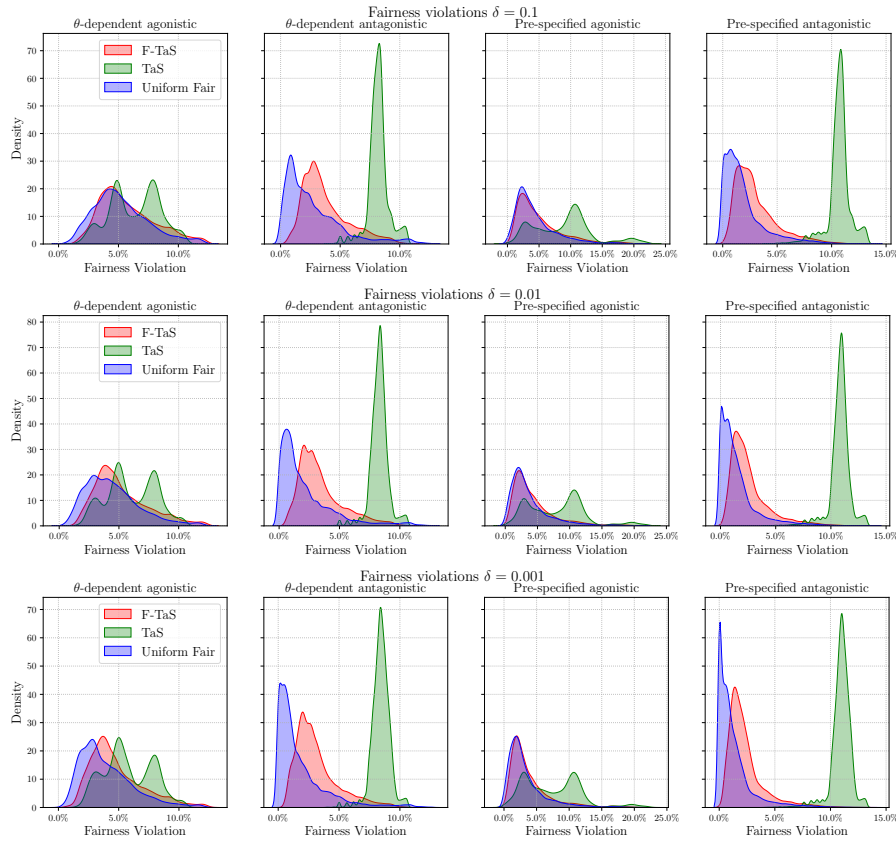 Fairness violations δ = 0.1
θ-dependent agonistic
θ-dependent antagonistic
Pre-specified agonistic
Pre-specified antagonistic
70
60
50
40
30
20
10
0
Density
F-TaS
TaS
Uniform Fair
0.0% 5.0% 10.0%
0.0% 5.0% 10.0%
0.0% 5.0% 10.0% 15.0% 20.0% 25.0%
0.0% 5.0% 10.0% 15.0%
Fairness Violation
Fairness Violation
Fairness Violation
Fairness Violation
Fairness violations δ = 0.01
θ-dependent agonistic
θ-dependent antagonistic
Pre-specified agonistic
Pre-specified antagonistic
80
70
60
50
40
30
20
10
0
Density
F-TaS
TaS
Uniform Fair
0.0% 5.0% 10.0%
0.0% 5.0% 10.0%
0.0% 5.0% 10.0% 15.0% 20.0% 25.0%
0.0% 5.0% 10.0% 15.0%
Fairness Violation
Fairness Violation
Fairness Violation
Fairness Violation
Fairness violations δ = 0.001
θ-dependent agonistic
θ-dependent antagonistic
Pre-specified agonistic
Pre-specified antagonistic
70
60
50
40
30
20
10
0
Density
F-TaS
TaS
Uniform Fair
0.0% 5.0% 10.0%
0.0% 5.0% 10.0%
0.0% 5.0% 10.0% 15.0% 20.0% 25.0%
0.0% 5.0% 10.0% 15.0%
Fairness Violation
Fairness Violation
Fairness Violation
Fairness Violation